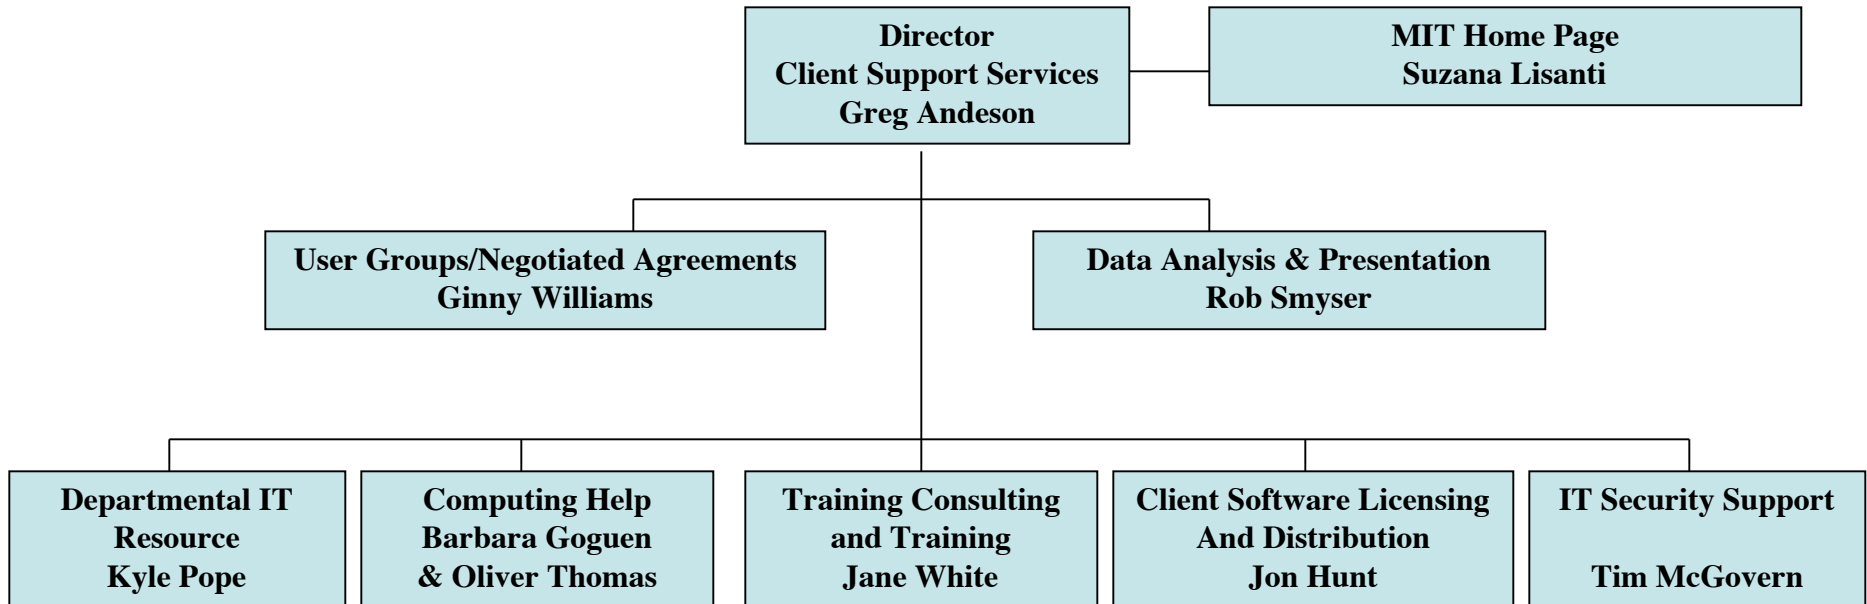 Director
Client Support Services
Greg Andeson
MIT Home Page
Suzana Lisanti
User Groups/Negotiated Agreements
Ginny Williams
Data Analysis & Presentation
Rob Smyser
Departmental IT
Resource
Kyle Pope
Computing Help
Barbara Goguen
& Oliver Thomas
Training Consulting
and Training
Jane White
Client Software Licensing
And Distribution
Jon Hunt
IT Security Support
Tim McGovern